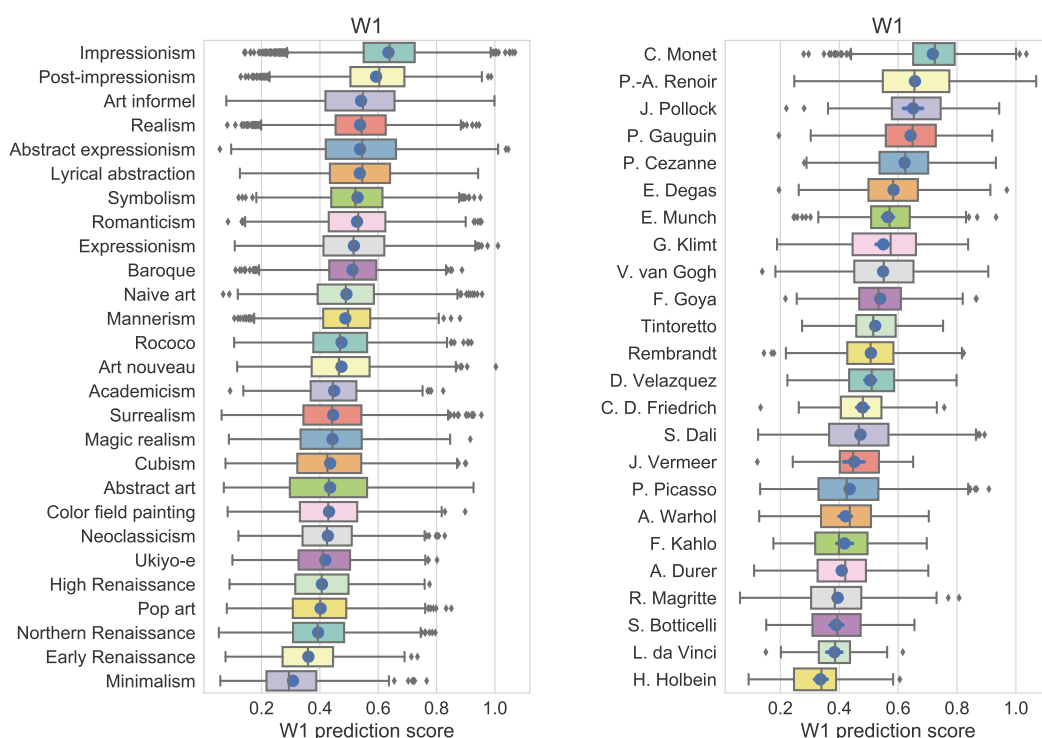 W1
Impressionism
Post-impressionism
Art informel
Realism
Abstract expressionism
Lyrical abstraction
Symbolism
Romanticism
Expressionism
Baroque
Naive art
Mannerism
Rococo
Art nouveau
Academicism
Surrealism
Magic realism
Cubism
Abstract art
Color field painting
Neoclassicism
Ukiyo-e
High Renaissance
Pop art
Northern Renaissance
Early Renaissance
Minimalism
0.2 0.4 0.6 0.8 1.0
W1 prediction score
W1
C. Monet
P.-A. Renoir
J. Pollock
P. Gauguin
P. Cezanne
E. Degas
E. Munch
G. Klimt
V. van Gogh
F. Goya
Tintoretto
Rembrandt
D. Velazquez
C. D. Friedrich
S. Dali
J. Vermeer
P. Picasso
A. Warhol
F. Kahlo
A. Durer
R. Magritte
S. Botticelli
L. da Vinci
H. Holbein
0.2 0.4 0.6 0.8 1.0
W1 prediction score